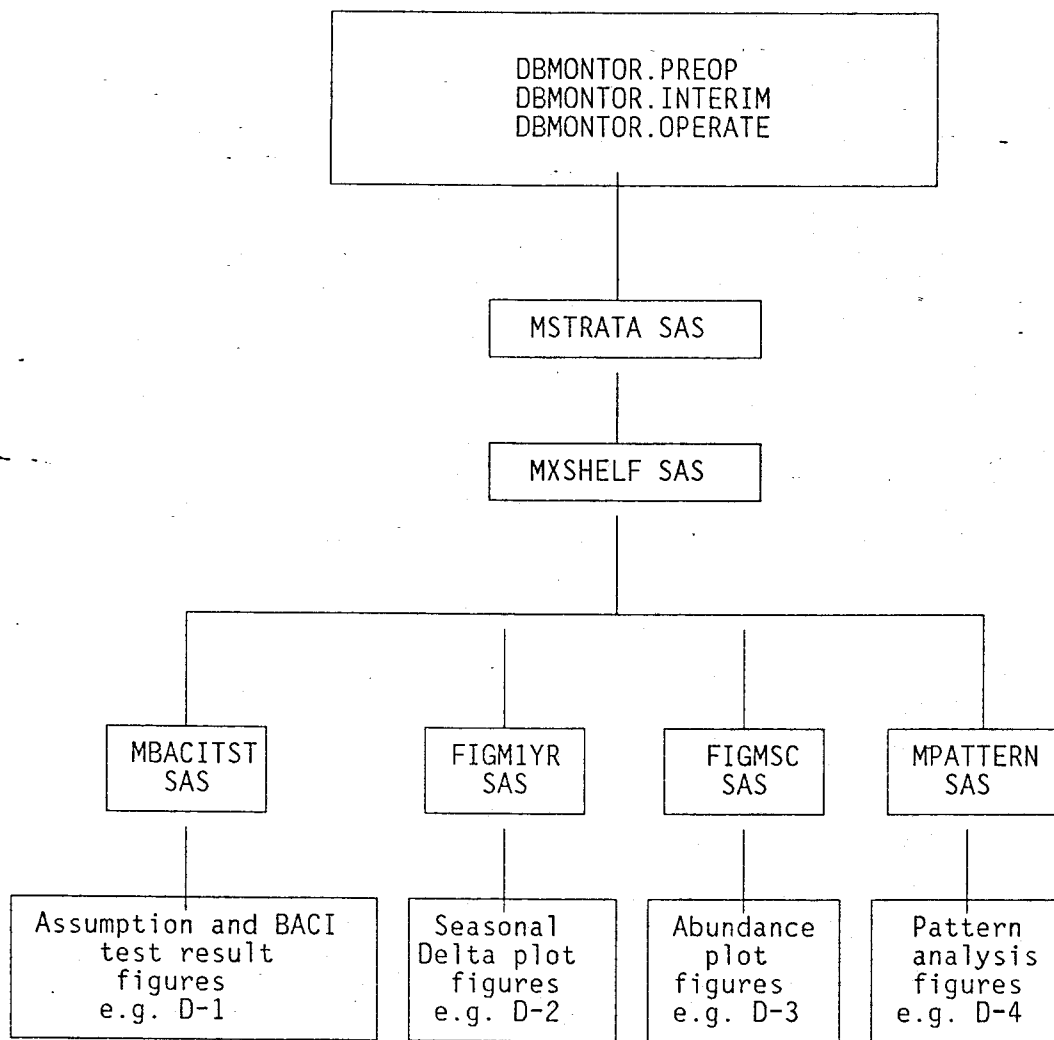 DBMONTOR.PREOP
DBMONTOR.INTERIM
DBMONTOR.OPERATE
MSTRATA SAS
MXSHELF SAS
MBACITST
SAS
FIGM1YR
SAS
FIGMSC
SAS
MPATTERN
SAS
Assumption and BACI
test result
figures
e.g. D-1
Seasonal
Delta plot
figures
e.g. D-2
Abundance
plot
figures
e.g. D-3
Pattern
analysis
figures
e.g. D-4